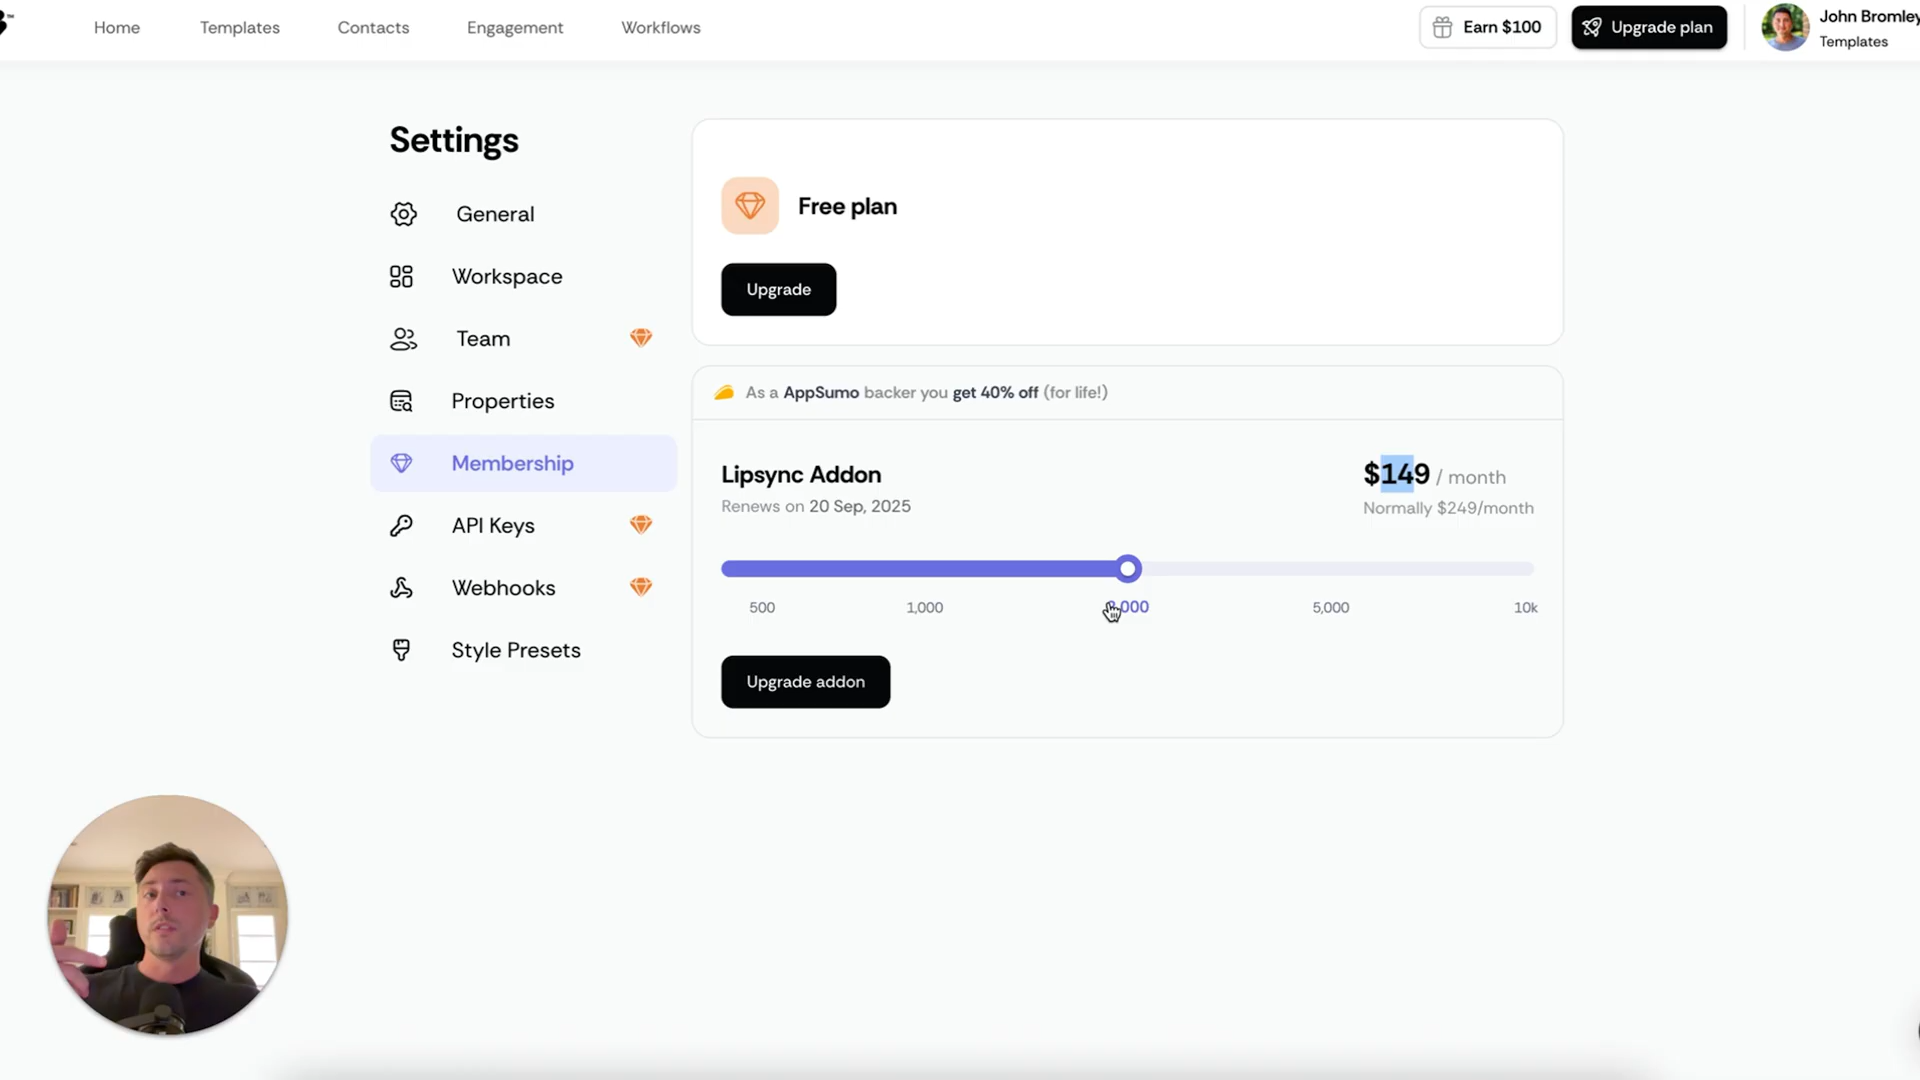 Home Templates Contacts Engagement Workflows Earn $100 Upgrade plan John Bromley
Templates
Settings
General
Workspace
Team
Properties
Membership
API Keys
Webhooks
Style Presets
Free plan
Upgrade
As a AppSumo backer you get 40% off (for life!)
Lipsync Addon
Renews on 20 Sep, 2025
$149 / month
Normally $249/month
500 1,000 ,000 5,000 10k
Upgrade addon